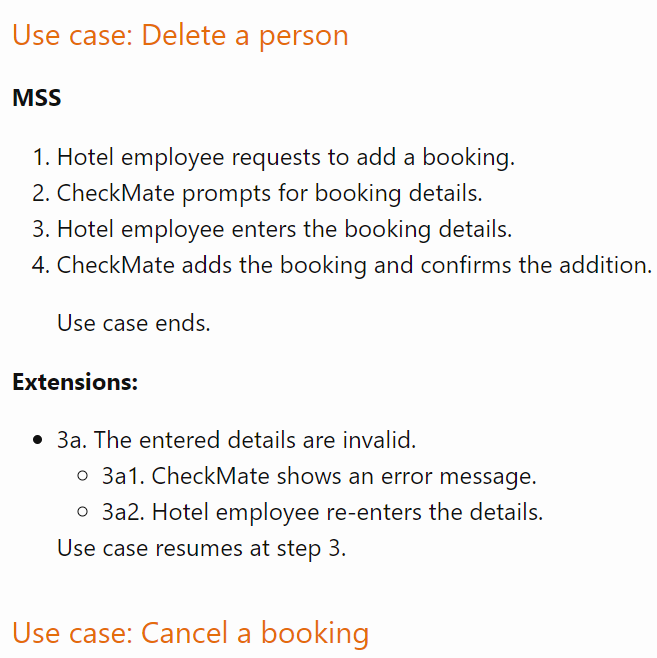 Use case: Delete a person
MSS
1. Hotel employee requests to add a booking.
2. CheckMate prompts for booking details.
3. Hotel employee enters the booking details.
4. CheckMate adds the booking and confirms the addition.
Use case ends.
Extensions:
• 3a. The entered details are invalid.
○ 3a1. CheckMate shows an error message.
○ 3a2. Hotel employee re-enters the details.
Use case resumes at step 3.
Use case: Cancel a booking